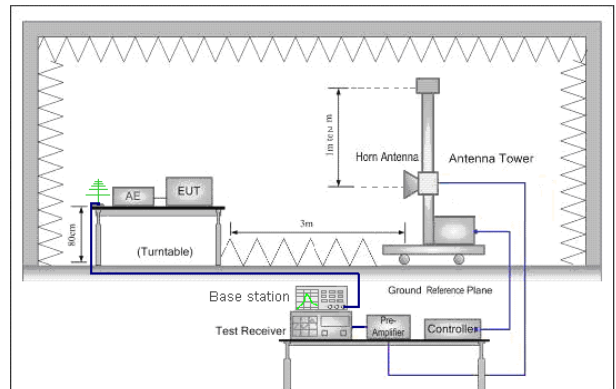 1m to 4 m
Horn Antenna
Antenna Tower
AE
EUT
80cm
(Turntable)
3m
Ground Reference Plane
Base station
Test Receiver
Pre-
Amplifier
Controller